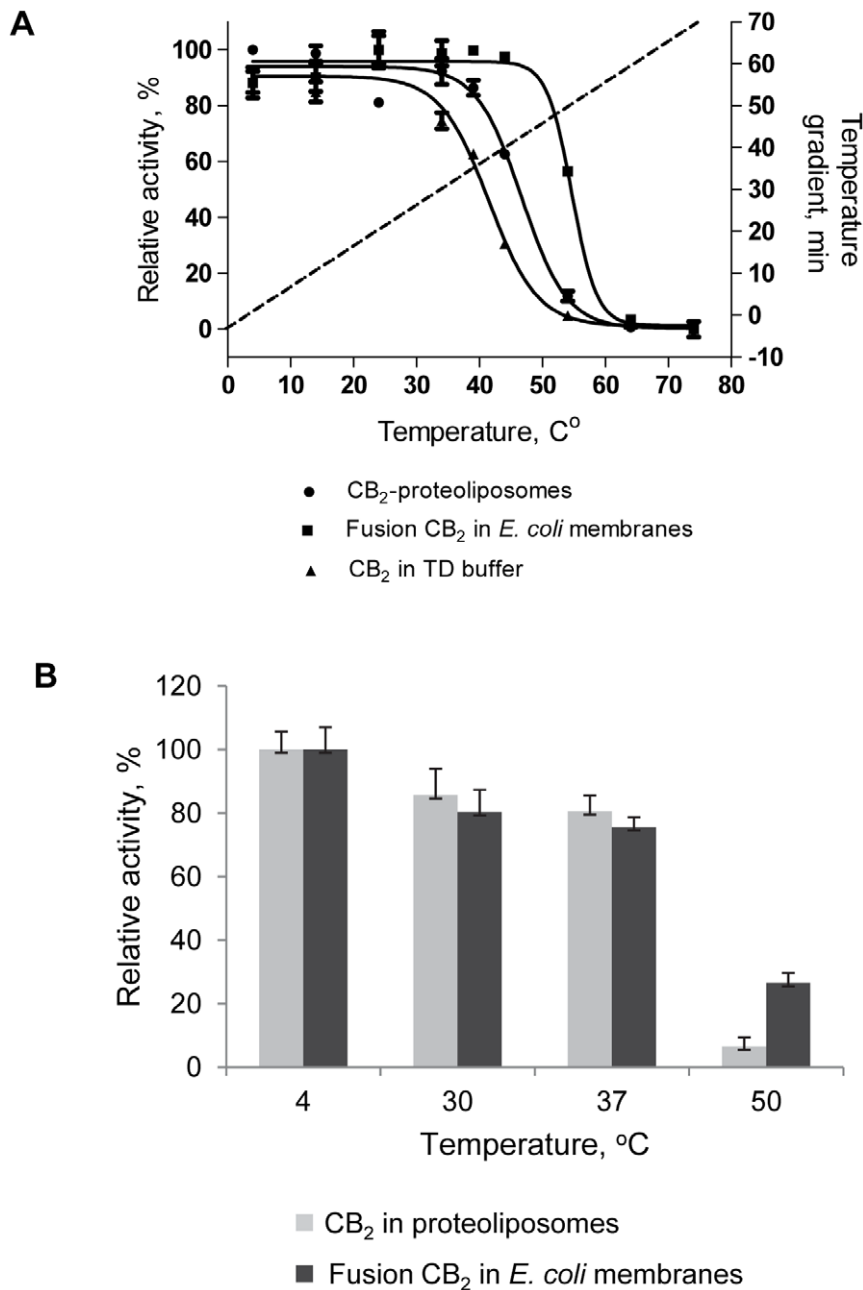 A
Relative activity, %
100
80
60
40
20
0
70
60
50
40
30
20
10
0
-10
Temperature
gradient, min
0 10 20 30 40 50 60 70 80
Temperature, C°
CB₂-proteoliposomes
Fusion CB₂ in E. coli membranes
CB₂ in TD buffer
B
Relative activity, %
120
100
80
60
40
20
0
4 30 37 50
Temperature, °C
CB₂ in proteoliposomes
Fusion CB₂ in E. coli membranes